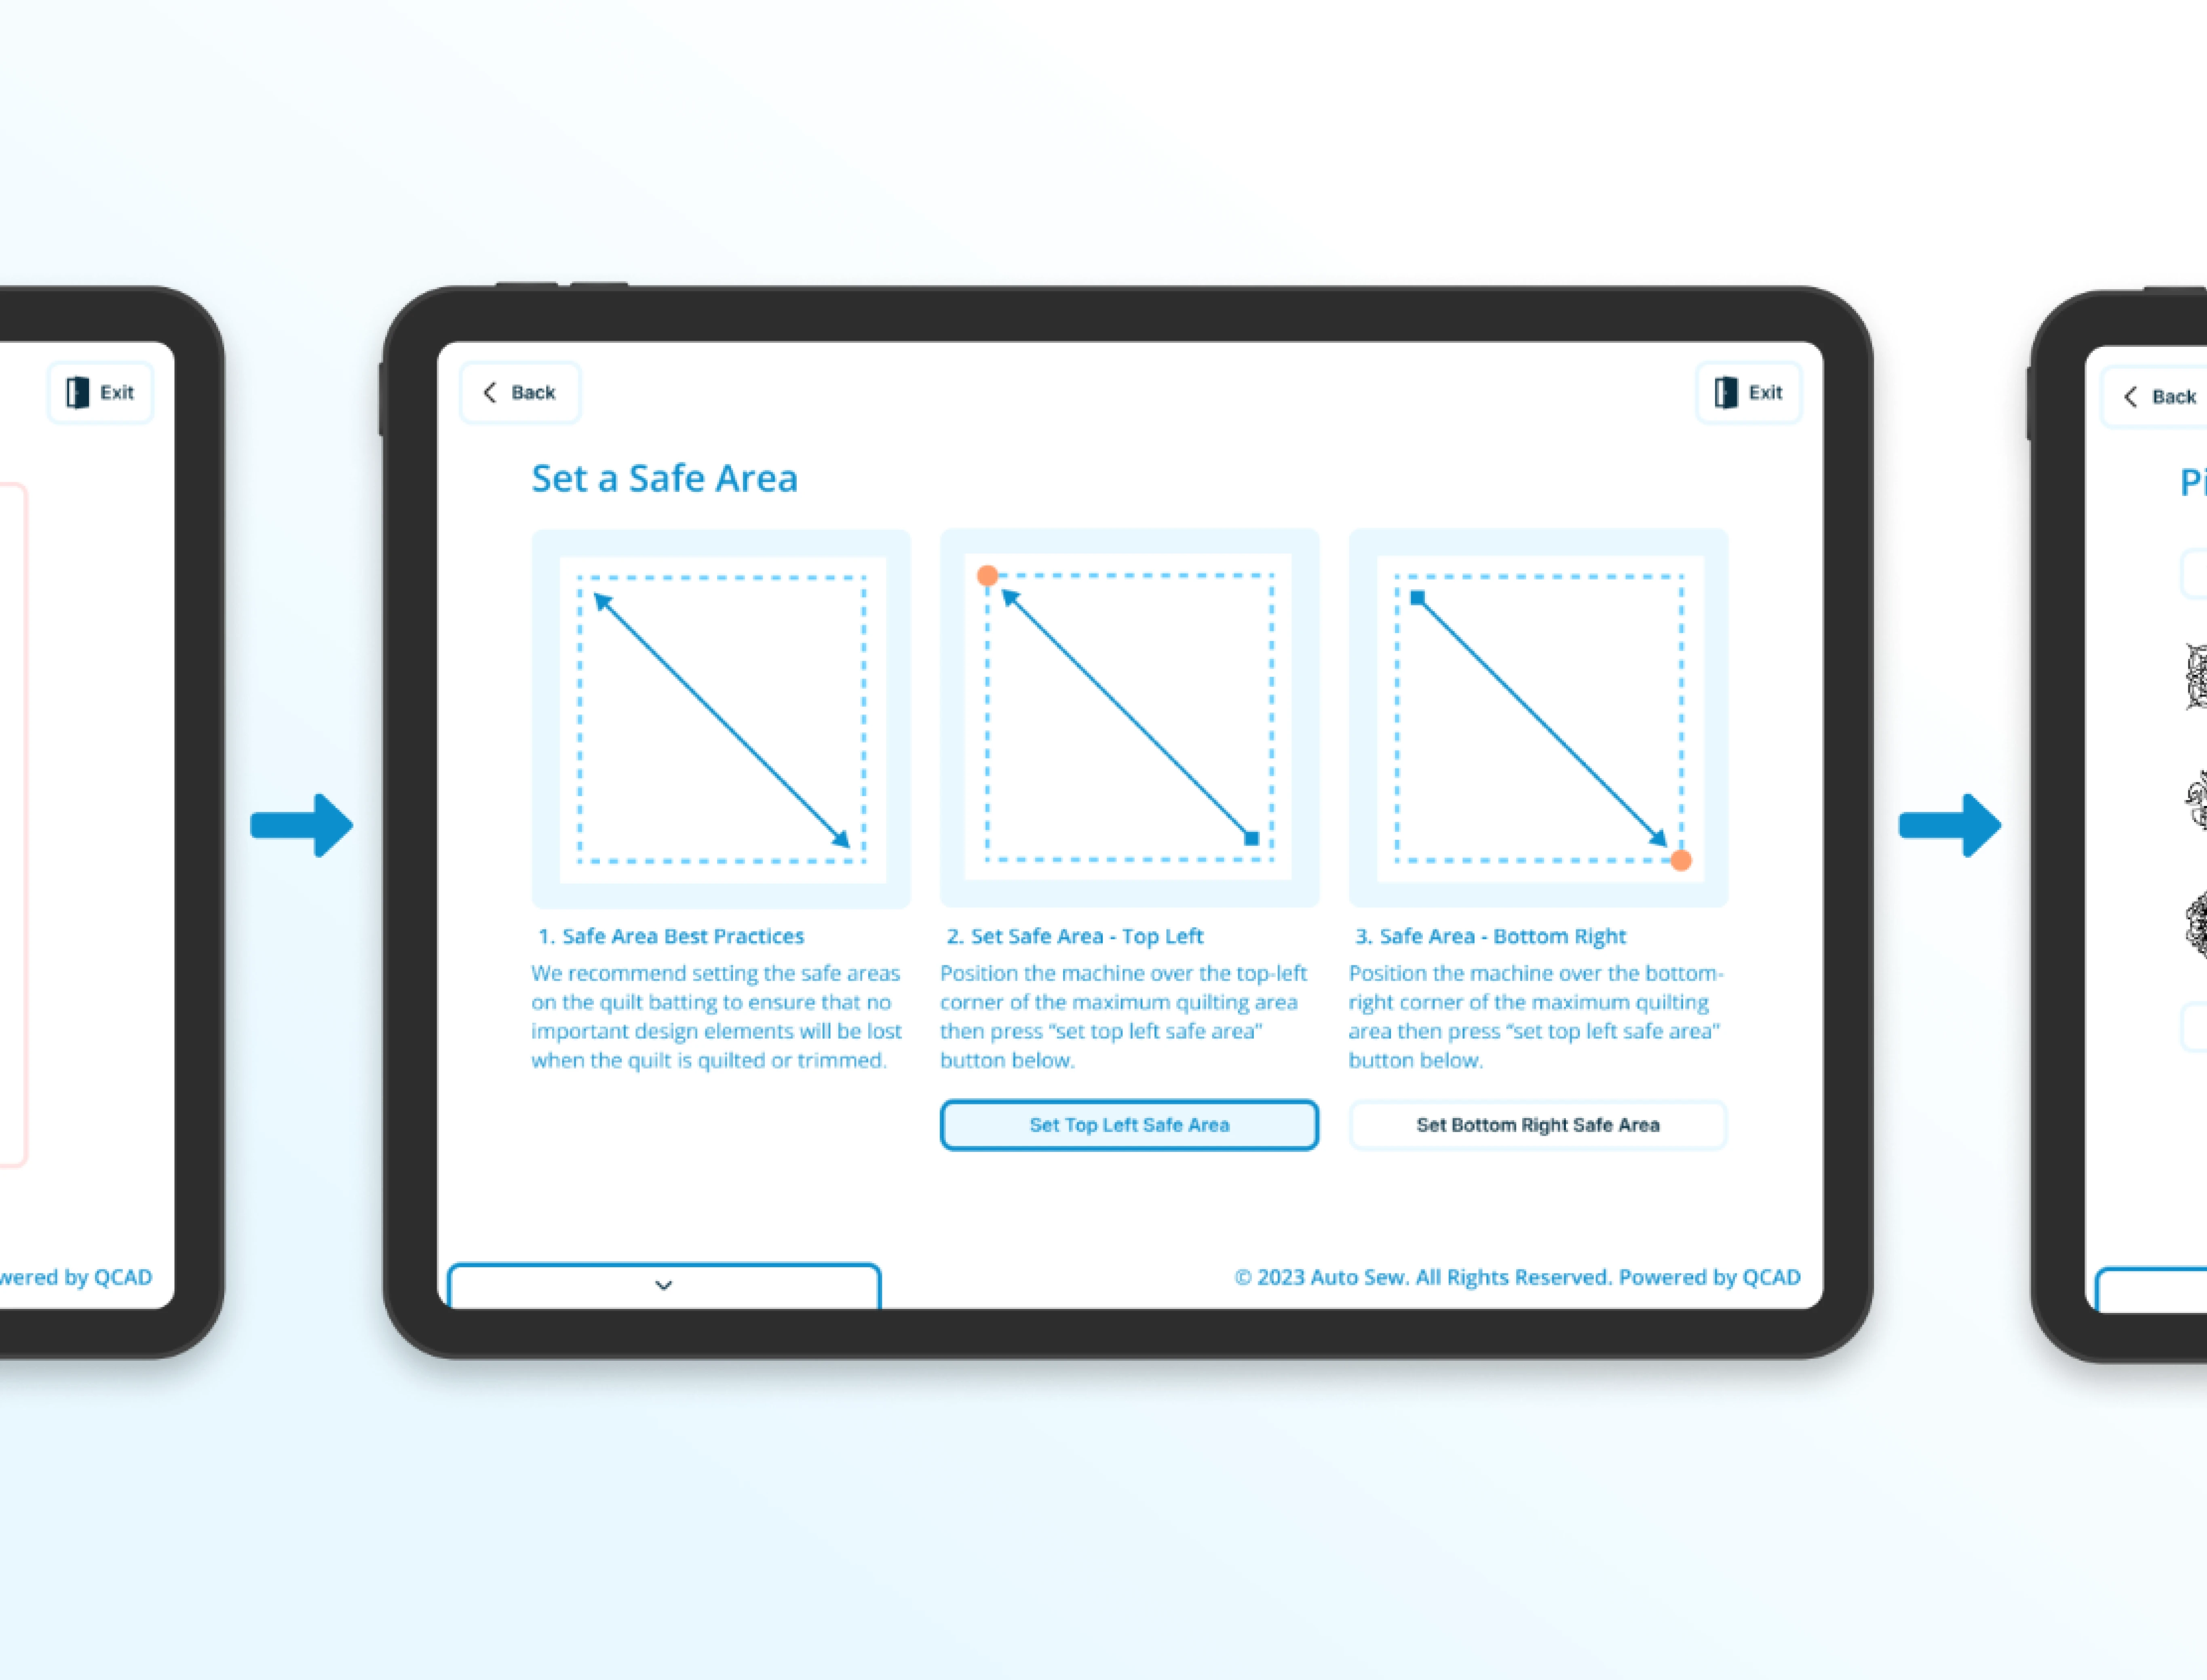 Exit
wered by QCAD
Back
Exit
Set a Safe Area
1. Safe Area Best Practices
We recommend setting the safe areas
on the quilt batting to ensure that no
important design elements will be lost
when the quilt is quilted or trimmed.
2. Set Safe Area - Top Left
Position the machine over the top-left
corner of the maximum quilting area
then press “set top left safe area”
button below.
Set Top Left Safe Area
3. Safe Area - Bottom Right
Position the machine over the bottom-
right corner of the maximum quilting
area then press “set top left safe area”
button below.
Set Bottom Right Safe Area
© 2023 Auto Sew. All Rights Reserved. Powered by QCAD
Back
Pi